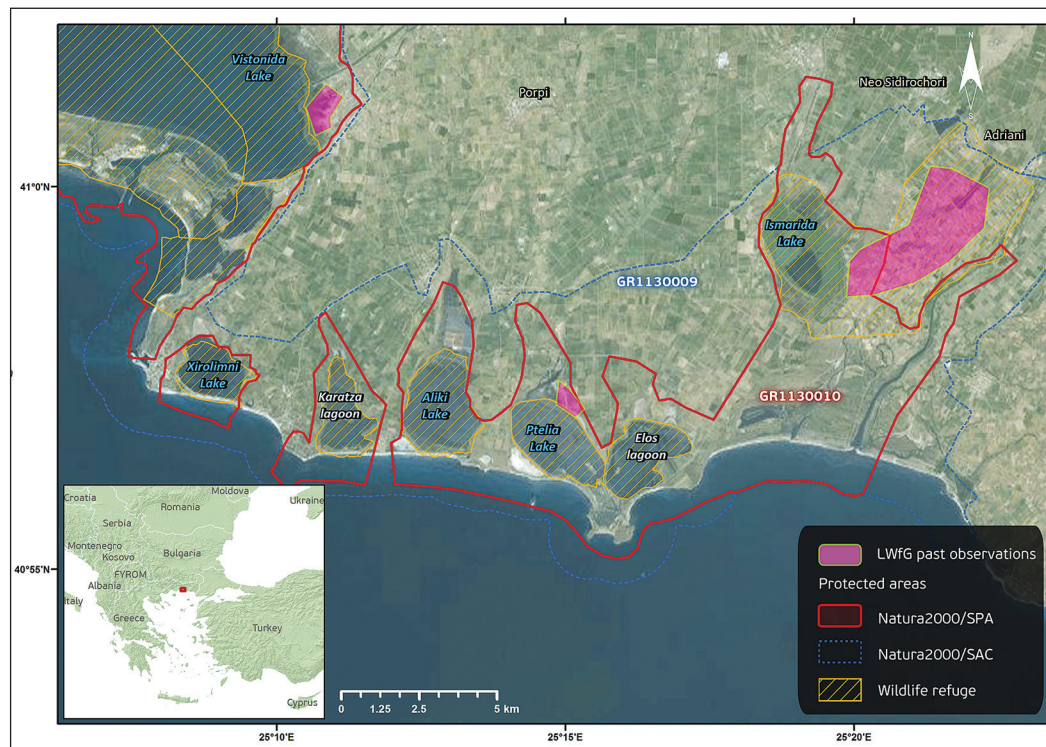 Vistonida
Lake
Porpi
Neo Sidirochori
N
S
Adriani
41°0'N
Ismarida
Lake
GR1130009
Xirolimni
Lake
Karatza
lagoon
Aliki
Lake
Ptelia
Lake
Elos
lagoon
GR1130010
40°55'N
Croatia
Moldova
Ukraine
Romania
Serbia
Montenegro
Kosovo
Bulgaria
FYROM
Albania
Italy
Greece
Turkey
Cyprus
0 1.25 2.5 5 km
LWfG past observations
Protected areas
Natura2000/SPA
Natura2000/SAC
Wildlife refuge
25°10'E 25°15'E 25°20'E